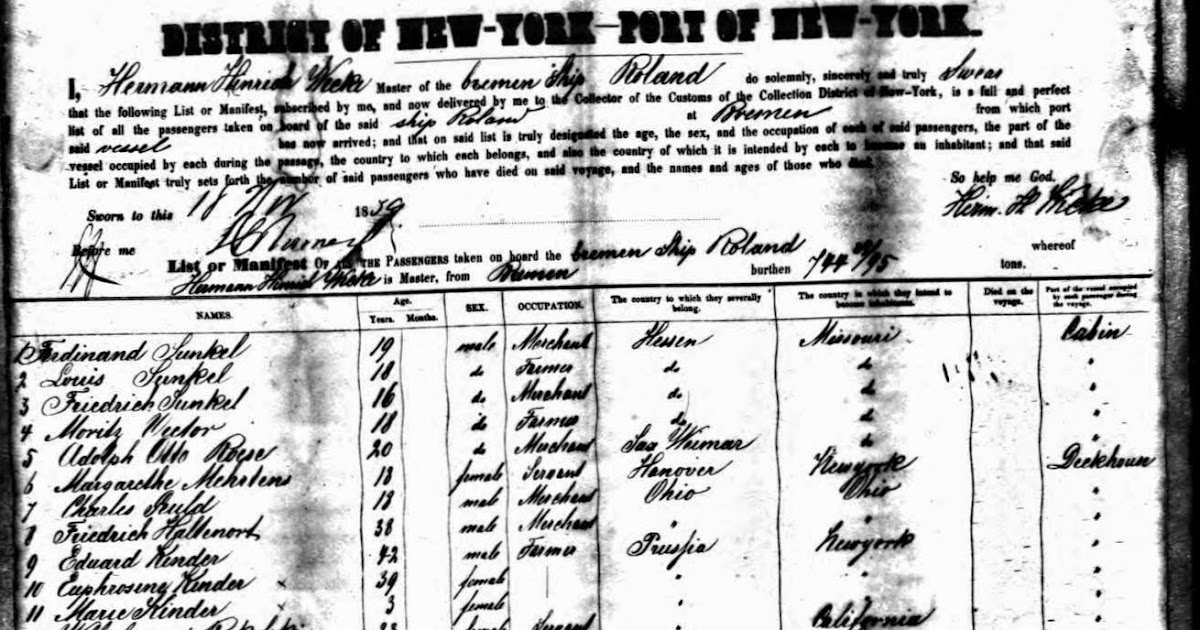 DISTRICT OF NEW-YORK—PORT OF NEW-YORK.
I, Hermann Hinrich Wieke Master of the bremen Ship Roland do solemnly, sincerely and truly Swear
that the following List or Manifest, subscribed by me, and now delivered by me to the Collector of the Customs of the Collection District of New-York, is a full and perfect
list of all the passengers taken on board of the said ship Roland at Bremen from which port
said vessel has now arrived; and that on said list is truly designated the age, the sex, and the occupation of each of said passengers, the part of the
vessel occupied by each during the passage, the country to which each belongs, and also the country of which it is intended by each to become an inhabitant; and that said
List or Manifest truly sets forth the number of said passengers who have died on said voyage, and the names and ages of those who died.
So help me God.
Sworn to this 18 Nov 1859 Herm. H. Wieke
Before me
List or Manifest OF ALL THE PASSENGERS taken on board the bremen Ship Roland whereof
Hermann Hinrich Wieke is Master, from Bremen burthen 744 /95 tons.
NAMES. Age. Years. Months. SEX. OCCUPATION. The country to which they severally belong. The country in which they intend to become inhabitants. Died on the voyage. Part of the vessel occupied by each passenger during the voyage.
1 Ferdinand Sunkel 19 male Merchant Hessen Missouri Cabin
2 Louis Sunkel 18 do Farmer do do "
3 Friedrich Sunkel 16 do Merchant do do "
4 Moritz Vietor 18 do Farmer do do "
5 Adolph Otto Roese 20 do Merchant Sax Weimar do "
6 Margarethe Mehrtens 18 female Servant Hanover Newyork Deckhouse
7 Charles 18 male Merchant Ohio Ohio "
8 Friedrich Hallenort 38 male Merchant " " "
9 Eduard Kinder 42 male Farmer Prussia Newyork "
10 Euphrosine Kinder 39 female " " "
11 Marie Kinder 3 female " " "
Servant California